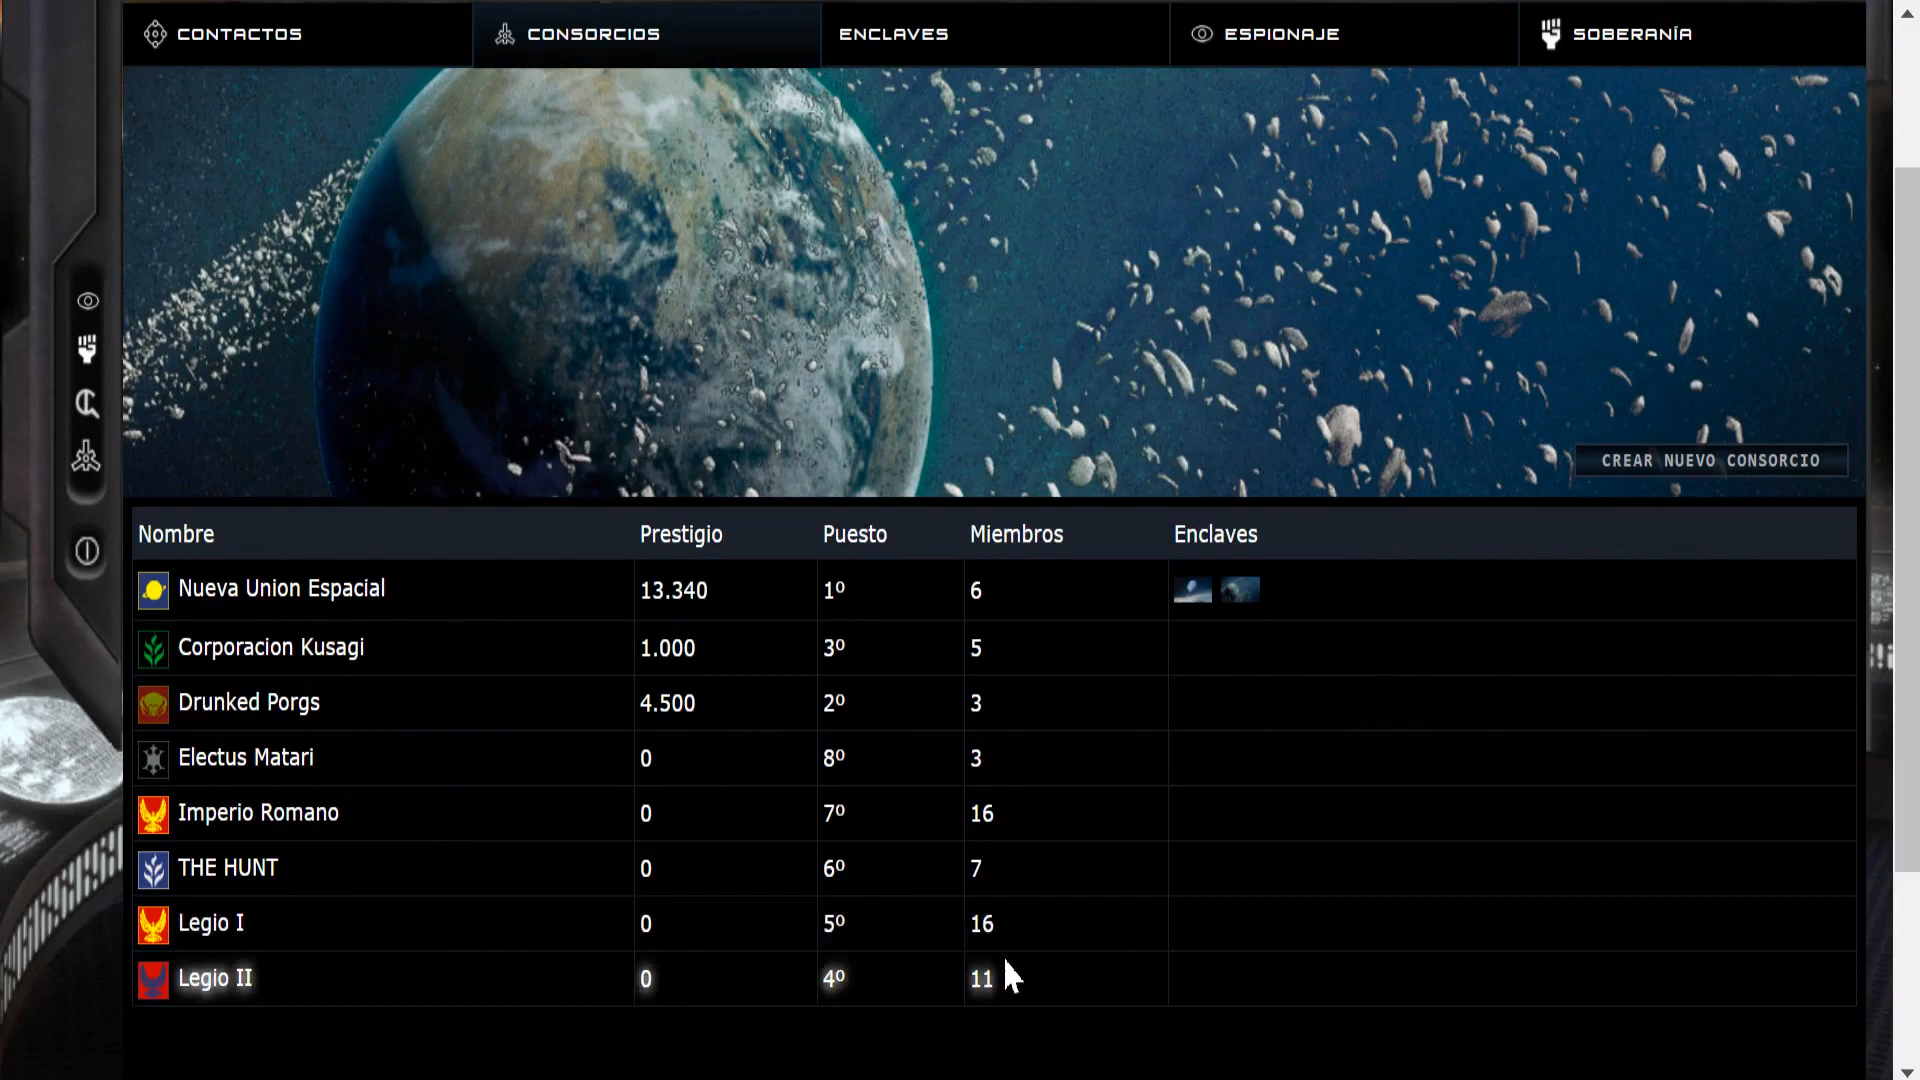 CONTACTOS CONSORCIOS ENCLAVES ESPIONAJE SOBERANÍA
CREAR NUEVO CONSORCIO
Nombre Prestigio Puesto Miembros Enclaves
Nueva Union Espacial 13.340 1º 6
Corporacion Kusagi 1.000 3º 5
Drunked Porgs 4.500 2º 3
Electus Matari 0 8º 3
Imperio Romano 0 7º 16
THE HUNT 0 6º 7
Legio I 0 5º 16
Legio II 0 4º 11